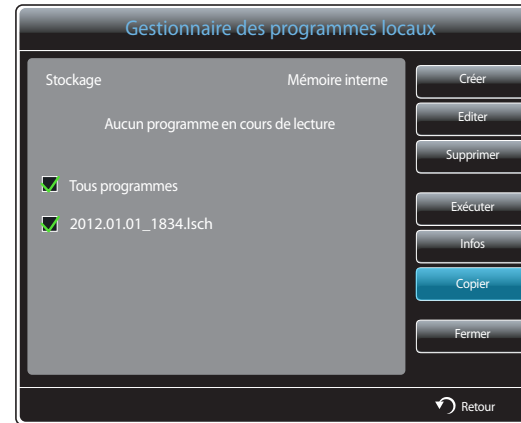 Gestionnaire des programmes locaux
Stockage Mémoire interne
Aucun programme en cours de lecture
Tous programmes
2012.01.01_1834.lsch
Créer
Editer
Supprimer
Exécuter
Infos
Copier
Fermer
Retour